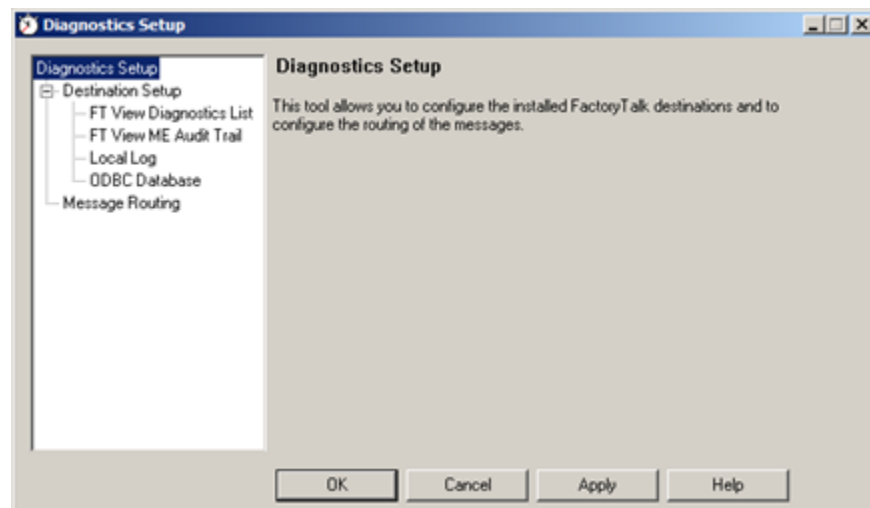 Diagnostics Setup
Diagnostics Setup
Destination Setup
FT View Diagnostics List
FT View ME Audit Trail
Local Log
ODBC Database
Message Routing
Diagnostics Setup
This tool allows you to configure the installed FactoryTalk destinations and to
configure the routing of the messages.
OK
Cancel
Apply
Help